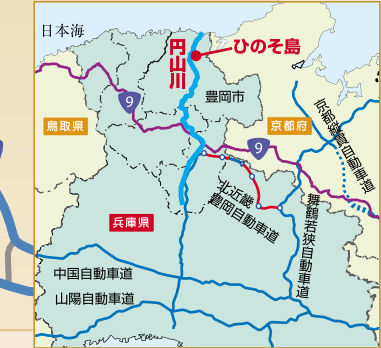 日本海
円山川
ひのそ島
9
豊岡市
鳥取県
京都府
京都縦貫自動車道
9
北近畿
豊岡自動車道
舞鶴若狭自動車道
兵庫県
中国自動車道
山陽自動車道